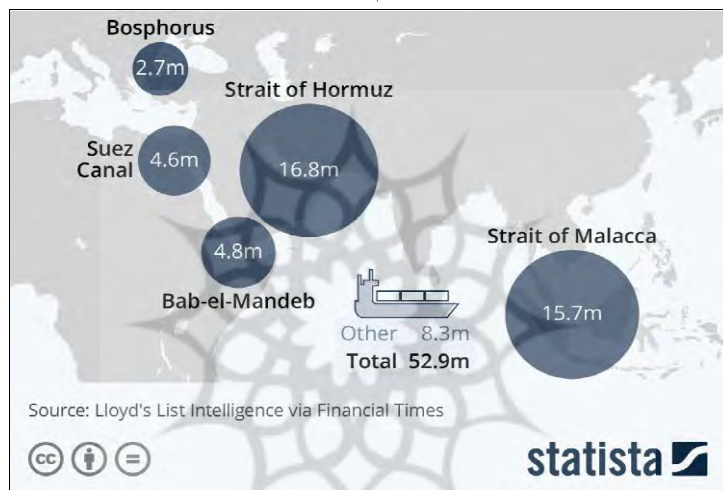 Bosphorus
2.7m
Strait of Hormuz
16.8m
Suez
Canal
4.6m
4.8m
Bab-el-Mandeb
Strait of Malacca
15.7m
Other 8.3m
Total 52.9m
Source: Lloyd's List Intelligence via Financial Times
cc
=
statista